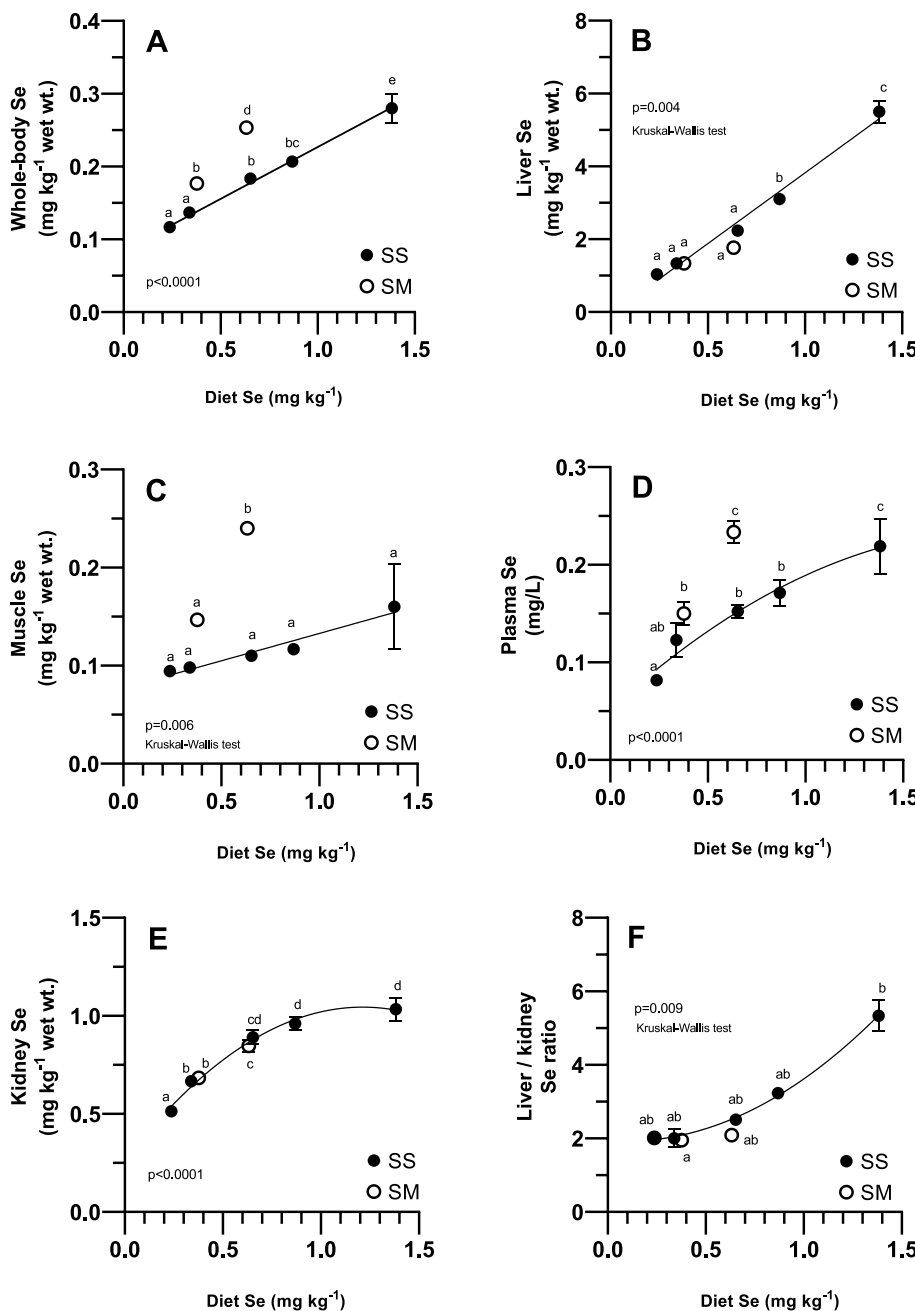 A
Whole-body Se
(mg kg⁻¹ wet wt.)
0.4
0.3
0.2
0.1
0.0
a
a
b
b
d
bc
e
SS
SM
p<0.0001
0.0
0.5
1.0
1.5
Diet Se (mg kg⁻¹)
B
Liver Se
(mg kg⁻¹ wet wt.)
8
6
4
2
0
p=0.004
Kruskal-Wallis test
a
a
a
a
a
b
c
SS
SM
0.0
0.5
1.0
1.5
Diet Se (mg kg⁻¹)
C
Muscle Se
(mg kg⁻¹ wet wt.)
0.3
0.2
0.1
0.0
a
a
a
b
a
a
a
p=0.006
Kruskal-Wallis test
SS
SM
0.0
0.5
1.0
1.5
Diet Se (mg kg⁻¹)
D
Plasma Se
(mg/L)
0.3
0.2
0.1
0.0
a
ab
b
c
b
b
c
p<0.0001
SS
SM
0.0
0.5
1.0
1.5
Diet Se (mg kg⁻¹)
E
Kidney Se
(mg kg⁻¹ wet wt.)
1.5
1.0
0.5
0.0
a
b
b
cd
c
d
d
p<0.0001
SS
SM
0.0
0.5
1.0
1.5
Diet Se (mg kg⁻¹)
F
Liver / kidney
Se ratio
8
6
4
2
0
p=0.009
Kruskal-Wallis test
ab
ab
a
ab
ab
ab
b
SS
SM
0.0
0.5
1.0
1.5
Diet Se (mg kg⁻¹)